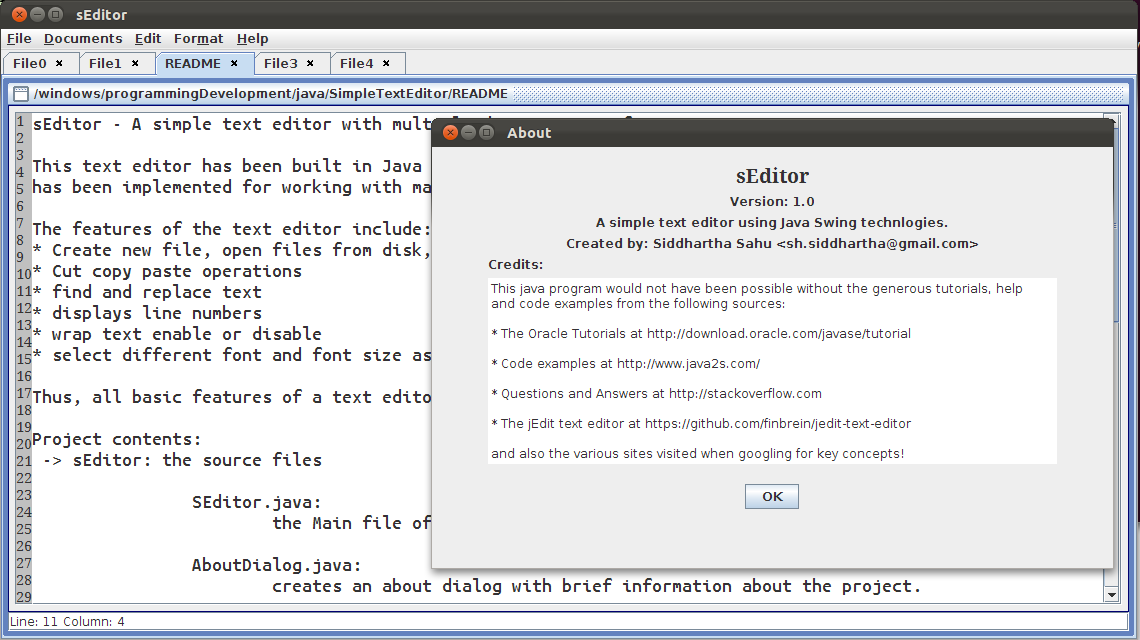 sEditor
File Documents Edit Format Help
File0 × File1 × README × File3 × File4 ×
/windows/programmingDevelopment/java/SimpleTextEditor/README
1
2
3
4
5
6
7
8
9
10
11
12
13
14
15
16
17
18
19
20
21
22
23
24
25
26
27
28
29
sEditor - A simple text editor with
This text editor has been built in Java
has been implemented for working with
The features of the text editor include:
* Create new file, open files from disk,
* Cut copy paste operations
* find and replace text
* displays line numbers
* wrap text enable or disable
* select different font and font size as
Thus, all basic features of a text
Project contents:
-> sEditor: the source files
SEditor.java:
the Main file of
AboutDialog.java:
creates an about dialog with brief information about the project.
Line: 11 Column: 4
About
sEditor
Version: 1.0
A simple text editor using Java Swing technlogies.
Created by: Siddhartha Sahu <sh.siddhartha@gmail.com>
Credits:
This java program would not have been possible without the generous tutorials, help
and code examples from the following sources:
* The Oracle Tutorials at http://download.oracle.com/javase/tutorial
* Code examples at http://www.java2s.com/
* Questions and Answers at http://stackoverflow.com
* The jEdit text editor at https://github.com/finbrein/jedit-text-editor
and also the various sites visited when googling for key concepts!
OK